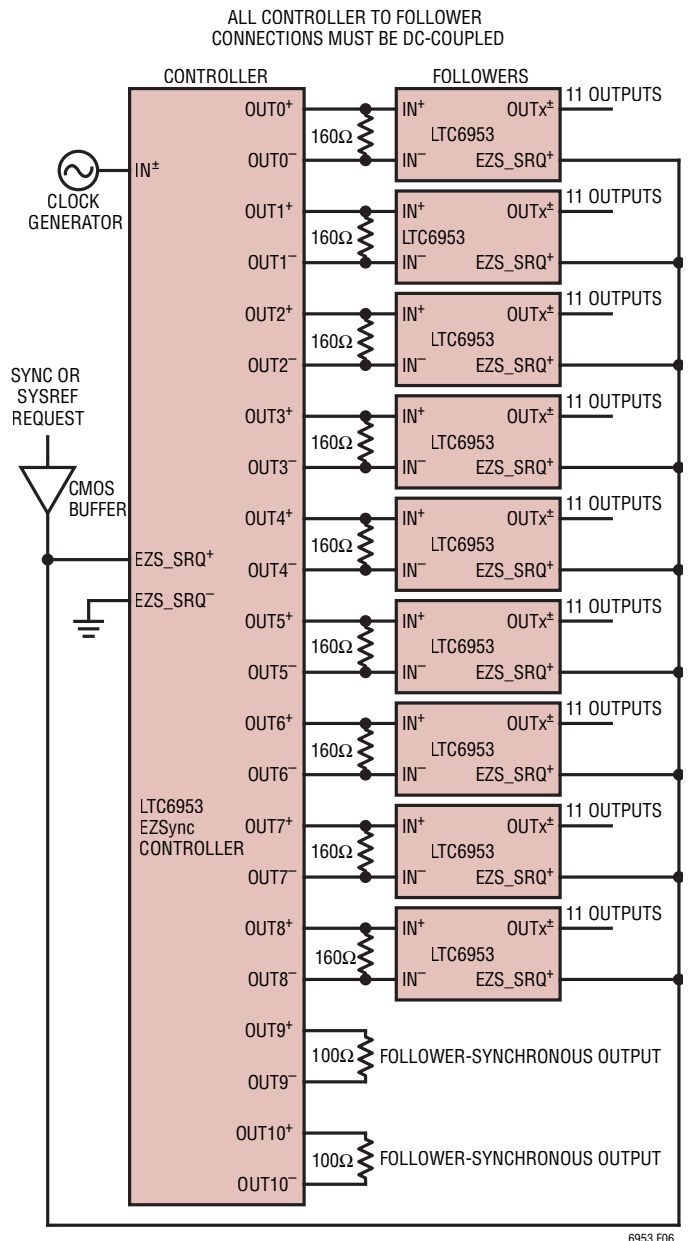 ALL CONTROLLER TO FOLLOWER
CONNECTIONS MUST BE DC-COUPLED
CONTROLLER
FOLLOWERS
CLOCK
GENERATOR
IN±
SYNC OR
SYSREF
REQUEST
CMOS
BUFFER
EZS_SRQ+
EZS_SRQ–
LTC6953
EZSync
CONTROLLER
OUT0+
OUT0–
160Ω
IN+
IN–
LTC6953
OUTx±
EZS_SRQ+
11 OUTPUTS
OUT1+
OUT1–
160Ω
IN+
IN–
LTC6953
OUTx±
EZS_SRQ+
11 OUTPUTS
OUT2+
OUT2–
160Ω
IN+
IN–
LTC6953
OUTx±
EZS_SRQ+
11 OUTPUTS
OUT3+
OUT3–
160Ω
IN+
IN–
LTC6953
OUTx±
EZS_SRQ+
11 OUTPUTS
OUT4+
OUT4–
160Ω
IN+
IN–
LTC6953
OUTx±
EZS_SRQ+
11 OUTPUTS
OUT5+
OUT5–
160Ω
IN+
IN–
LTC6953
OUTx±
EZS_SRQ+
11 OUTPUTS
OUT6+
OUT6–
160Ω
IN+
IN–
LTC6953
OUTx±
EZS_SRQ+
11 OUTPUTS
OUT7+
OUT7–
160Ω
IN+
IN–
LTC6953
OUTx±
EZS_SRQ+
11 OUTPUTS
OUT8+
OUT8–
160Ω
IN+
IN–
LTC6953
OUTx±
EZS_SRQ+
11 OUTPUTS
OUT9+
OUT9–
100Ω
FOLLOWER-SYNCHRONOUS OUTPUT
OUT10+
OUT10–
100Ω
FOLLOWER-SYNCHRONOUS OUTPUT
6953 F06